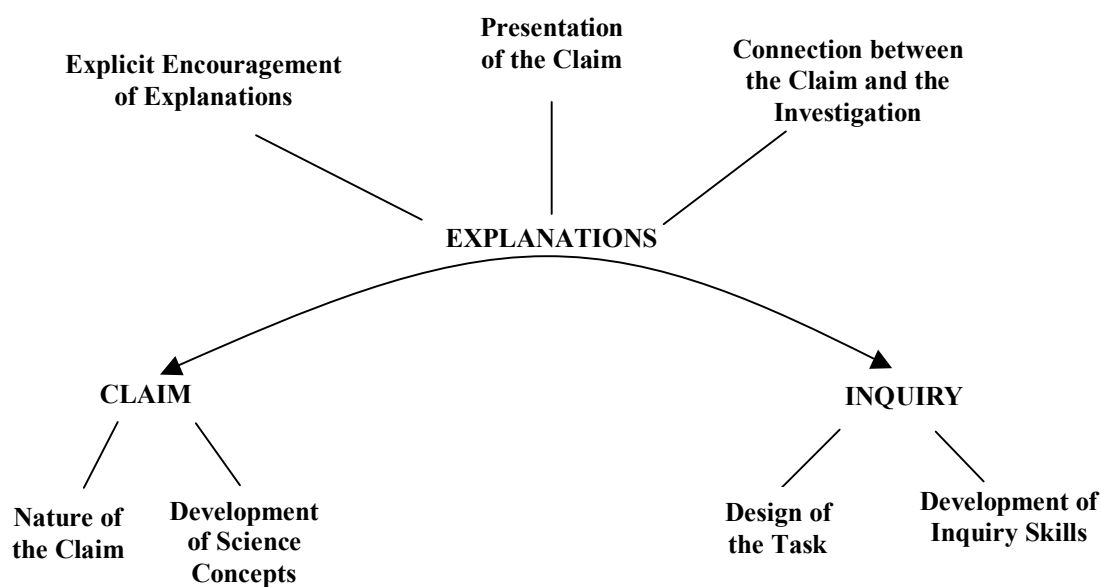 Explicit Encouragement
of Explanations
Presentation
of the Claim
Connection between
the Claim and the
Investigation
EXPLANATIONS
CLAIM
INQUIRY
Nature of
the Claim
Development
of Science
Concepts
Design of
the Task
Development of
Inquiry Skills